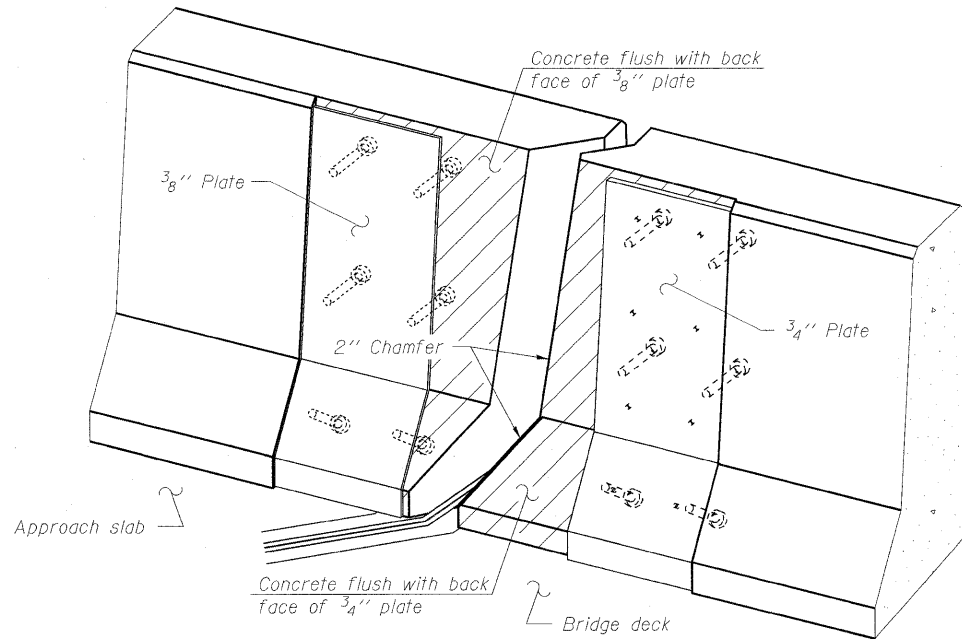 Concrete flush with back
face of 3/8" plate
3/8" Plate
2" Chamfer
3/4" Plate
Approach slab
Concrete flush with back
face of 3/4" plate
Bridge deck